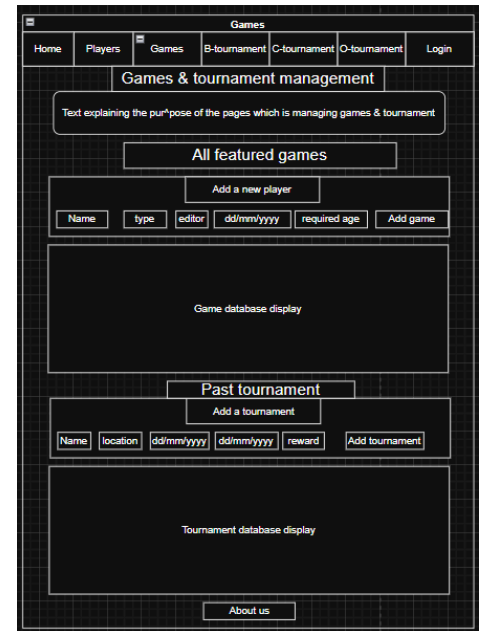 Games
Home Players Games B-tournament C-tournament O-tournament Login
Games & tournament management
Text explaining the pur^pose of the pages which is managing games & tournament
All featured games
Add a new player
Name type editor dd/mm/yyyy required age Add game
Game database display
Past tournament
Add a tournament
Name location dd/mm/yyyy dd/mm/yyyy reward Add tournament
Tournament database display
About us